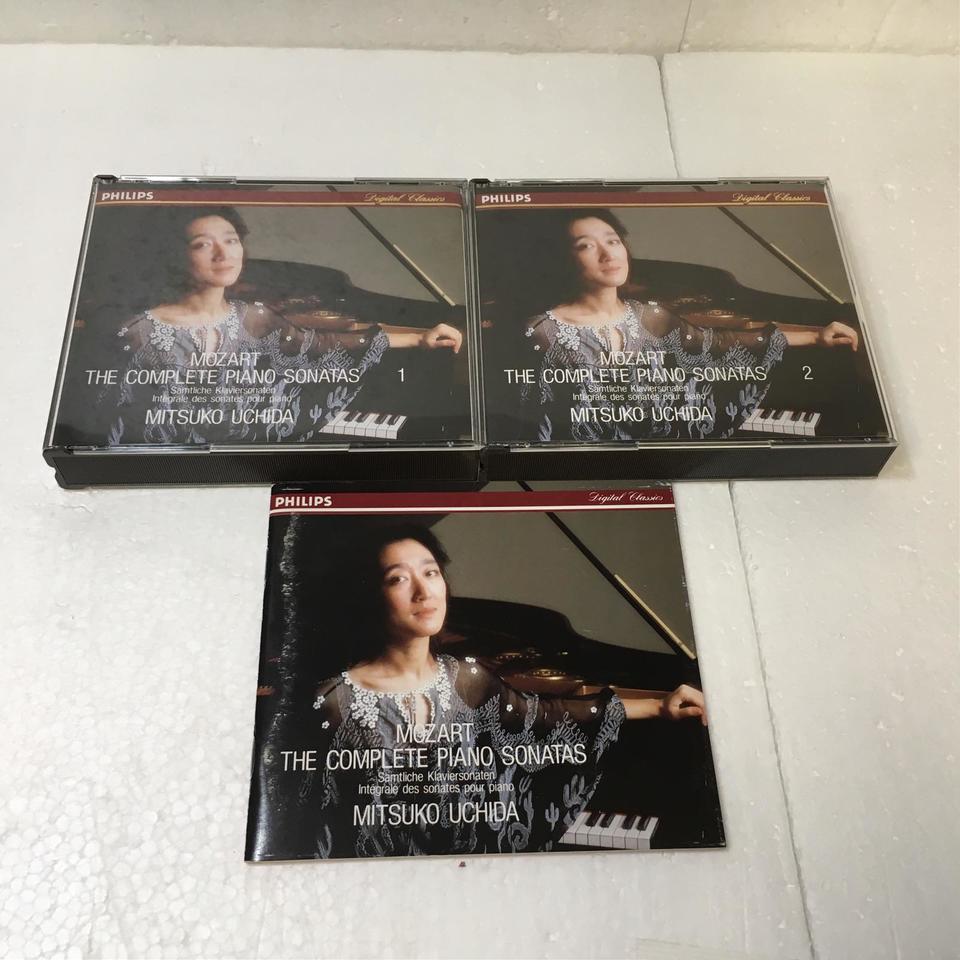 PHILIPS
Digital Classics
MOZART
THE COMPLETE PIANO SONATAS 1
Sämtliche Klaviersonaten
Intégrale des sonates pour piano
MITSUKO UCHIDA
PHILIPS
Digital Classics
MOZART
THE COMPLETE PIANO SONATAS 2
Sämtliche Klaviersonaten
Intégrale des sonates pour piano
MITSUKO UCHIDA
PHILIPS
Digital Classics
MOZART
THE COMPLETE PIANO SONATAS
Sämtliche Klaviersonaten
Intégrale des sonates pour piano
MITSUKO UCHIDA